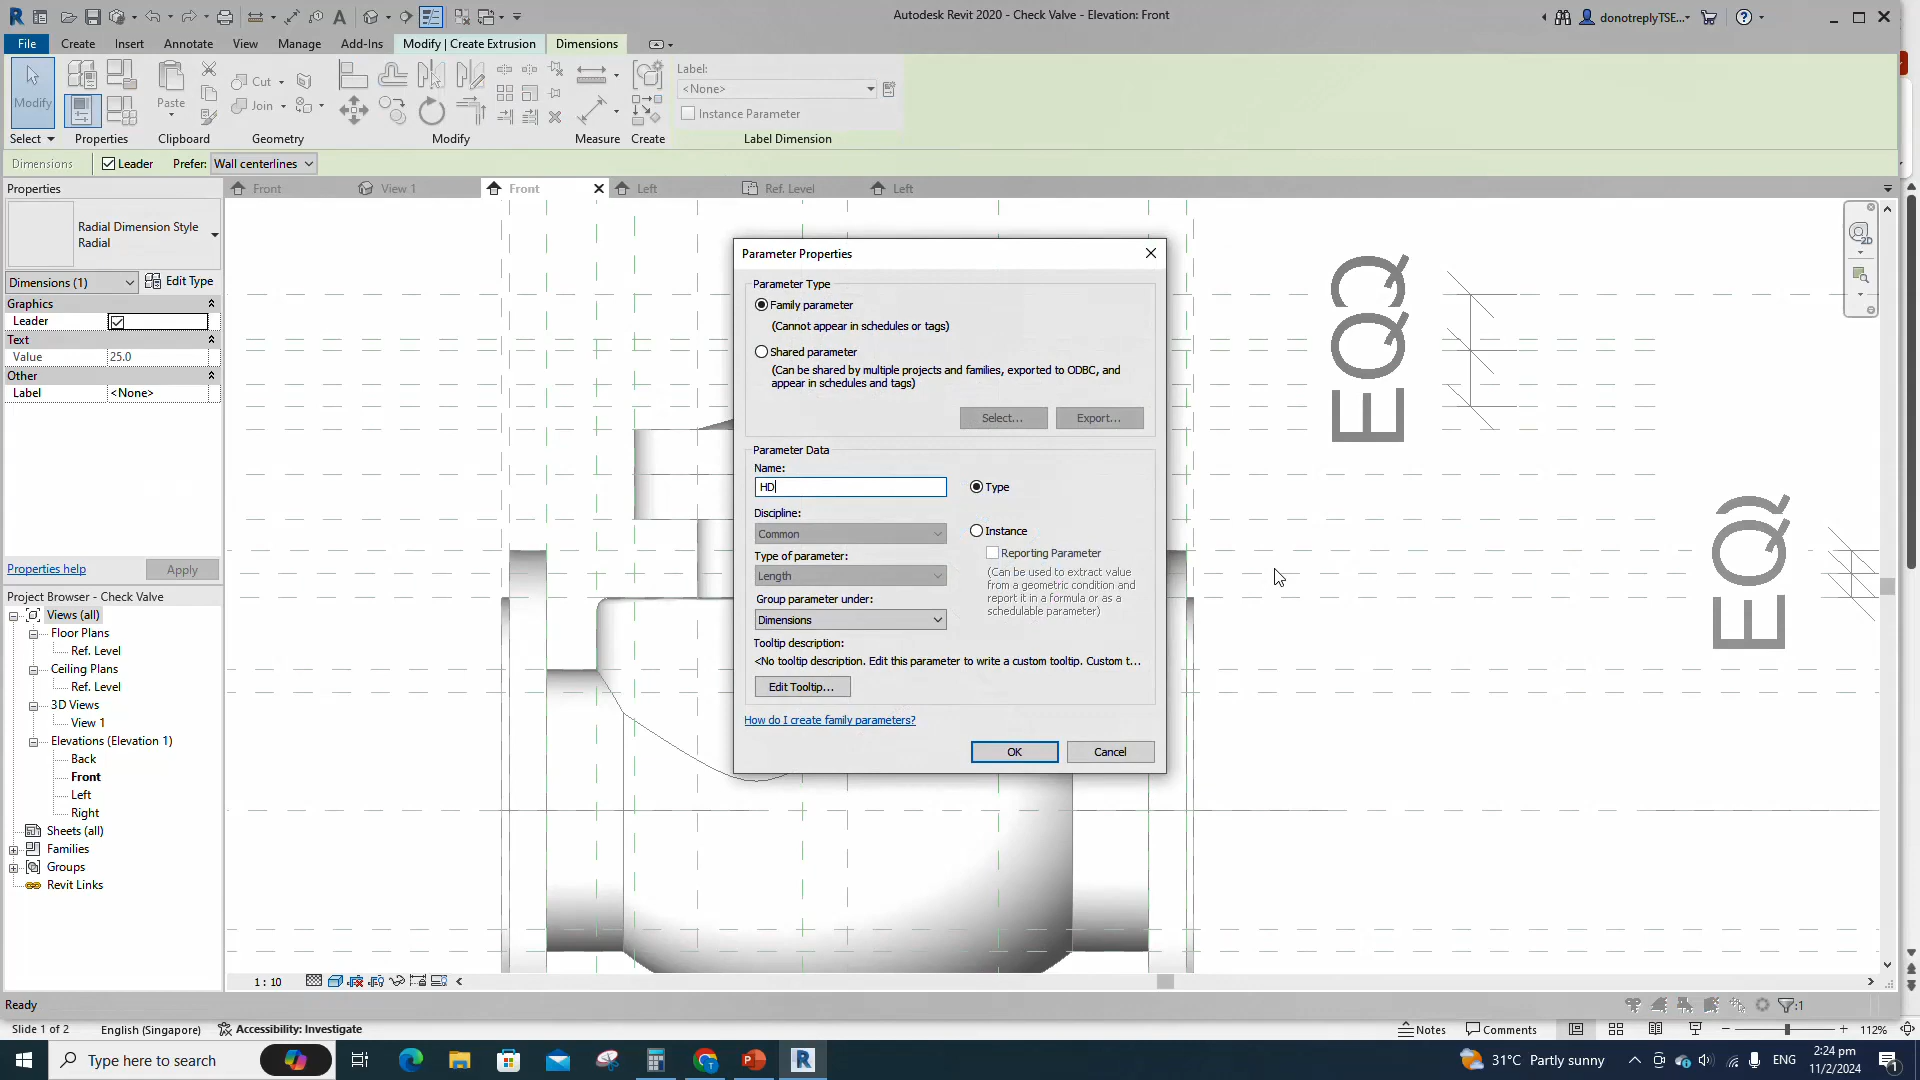 Autodesk Revit 2020 - Check Valve - Elevation: Front
donotreplyTSE...
File Create Insert Annotate View Manage Add-Ins Modify | Create Extrusion Dimensions
Modify
Paste
Cut
Join
Label:
<None>
Instance Parameter
Select Properties Clipboard Geometry Modify Measure Create Label Dimension
Dimensions Leader Prefer: Wall centerlines
Properties
Front View 1 Front Left Ref. Level Left
Radial Dimension Style
Radial
Dimensions (1) Edit Type
Graphics
Leader
Text
Value 25.0
Other
Label <None>
Properties help Apply
Project Browser - Check Valve
Views (all)
Floor Plans
Ref. Level
Ceiling Plans
Ref. Level
3D Views
View 1
Elevations (Elevation 1)
Back
Front
Left
Right
Sheets (all)
Families
Groups
Revit Links
Parameter Properties
Parameter Type
Family parameter
(Cannot appear in schedules or tags)
Shared parameter
(Can be shared by multiple projects and families, exported to ODBC, and
appear in schedules and tags)
Select... Export...
Parameter Data
Name:
HD
Type
Discipline:
Common
Instance
Reporting Parameter
(Can be used to extract value
from a geometric condition and
report it in a formula or as a
schedulable parameter)
Type of parameter:
Length
Group parameter under:
Dimensions
Tooltip description:
<No tooltip description. Edit this parameter to write a custom tooltip. Custom t...
Edit Tooltip...
How do I create family parameters?
OK Cancel
EQ
EQ
2D
1 : 10
Ready
:1
Slide 1 of 2 English (Singapore) Accessibility: Investigate Notes Comments 112%
Type here to search
31°C Partly sunny
ENG
2:24 pm
11/2/2024
1